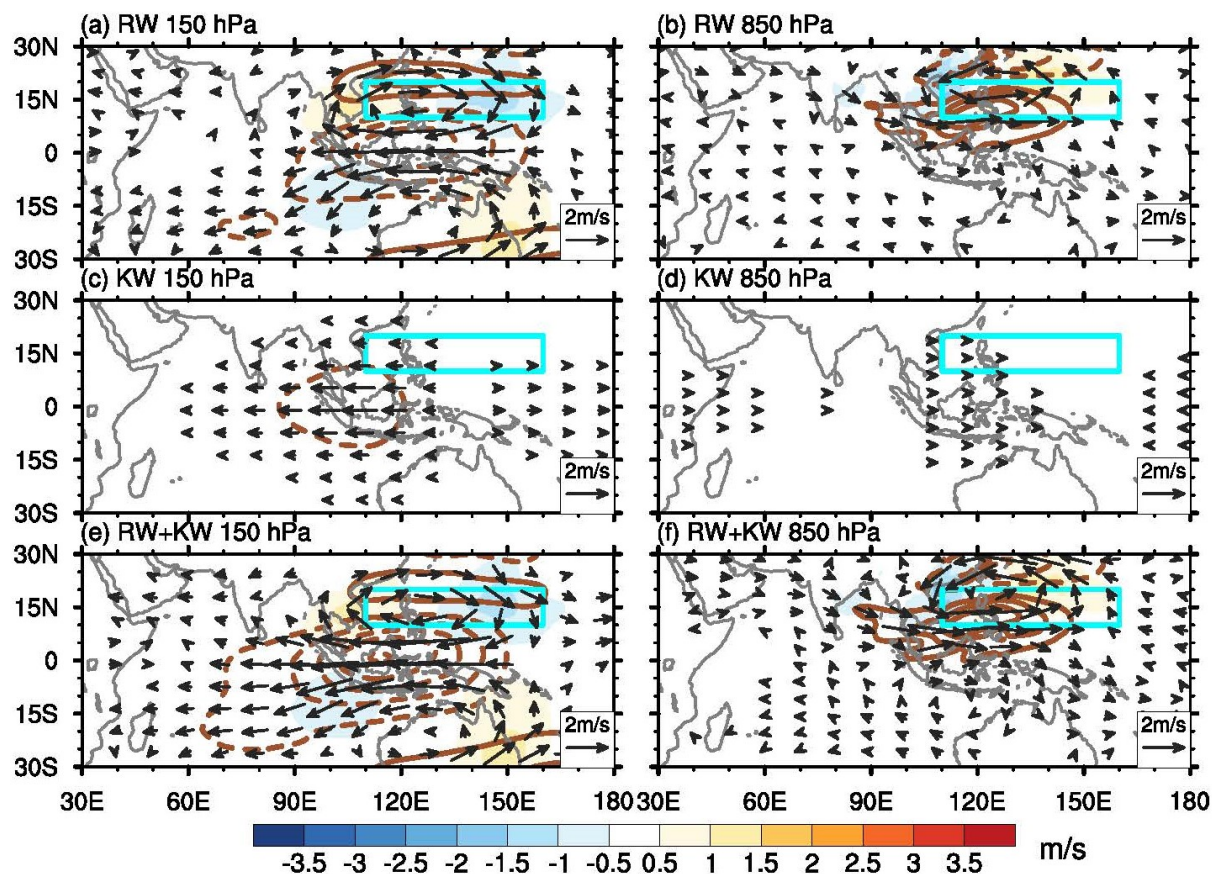 (a) RW 150 hPa
(b) RW 850 hPa
30N
15N
0
15S
30S
2m/s
2m/s
(c) KW 150 hPa
(d) KW 850 hPa
30N
15N
0
15S
30S
2m/s
2m/s
(e) RW+KW 150 hPa
(f) RW+KW 850 hPa
30N
15N
0
15S
30S
2m/s
2m/s
30E 60E 90E 120E 150E 180 30E 60E 90E 120E 150E 180
-3.5 -3 -2.5 -2 -1.5 -1 -0.5 0.5 1 1.5 2 2.5 3 3.5 m/s